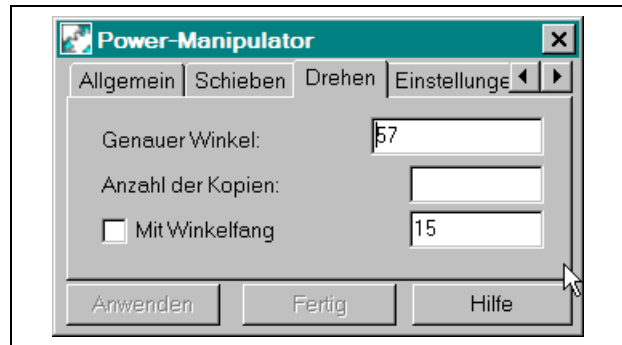 Power-Manipulator
Allgemein Schieben Drehen Einstellunge
Genauer Winkel: 57
Anzahl der Kopien:
Mit Winkelfang 15
Anwenden Fertig Hilfe